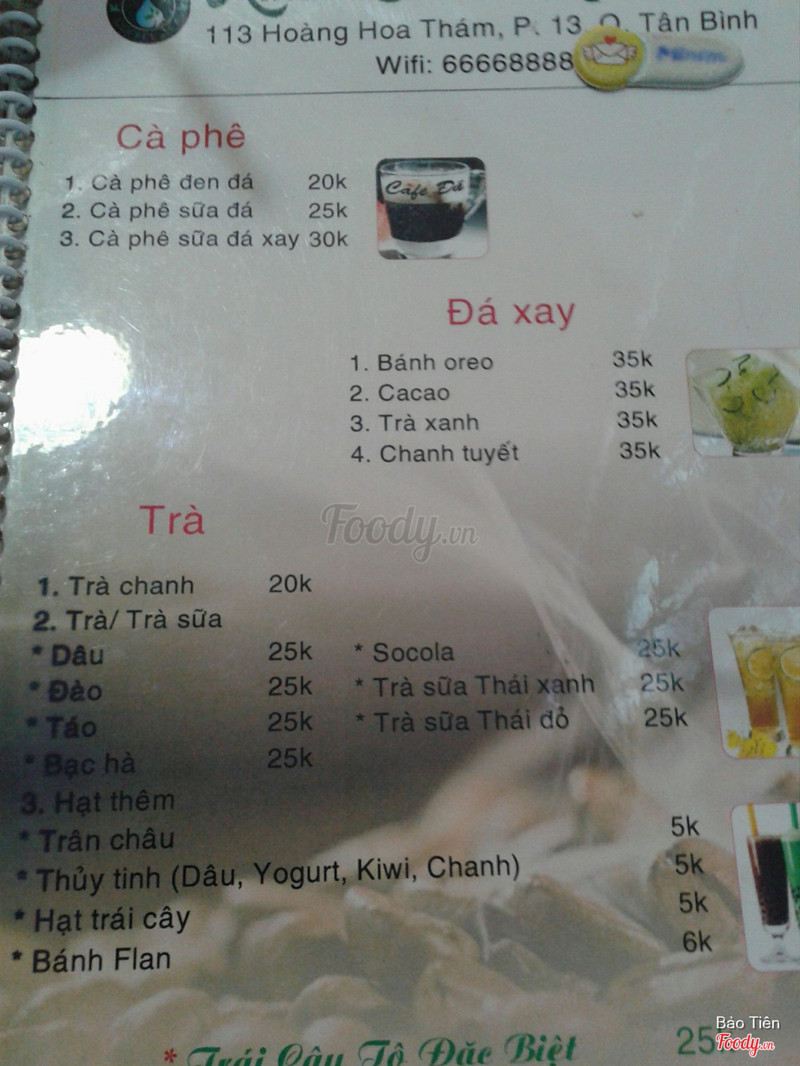 113 Hoàng Hoa Thám, P. 13 Q. Tân Bình
Wifi: 66668888
Cà phê
1. Cà phê đen đá 20k
2. Cà phê sữa đá 25k
3. Cà phê sữa đá xay 30k
Café Đá
Đá xay
1. Bánh oreo 35k
2. Cacao 35k
3. Trà xanh 35k
4. Chanh tuyết 35k
Foody.vn
Trà
1. Trà chanh 20k
2. Trà/ Trà sữa
* Dâu 25k * Socola 25k
* Đào 25k * Trà sữa Thái xanh 25k
* Táo 25k * Trà sữa Thái đỏ 25k
* Bạc hà 25k
3. Hạt thêm
* Trân châu 5k
* Thủy tinh (Dâu, Yogurt, Kiwi, Chanh) 5k
* Hạt trái cây 5k
* Bánh Flan 6k
* Trái Cây Tô Đặc Biệt 25k
Bảo Tiên
Foody.vn